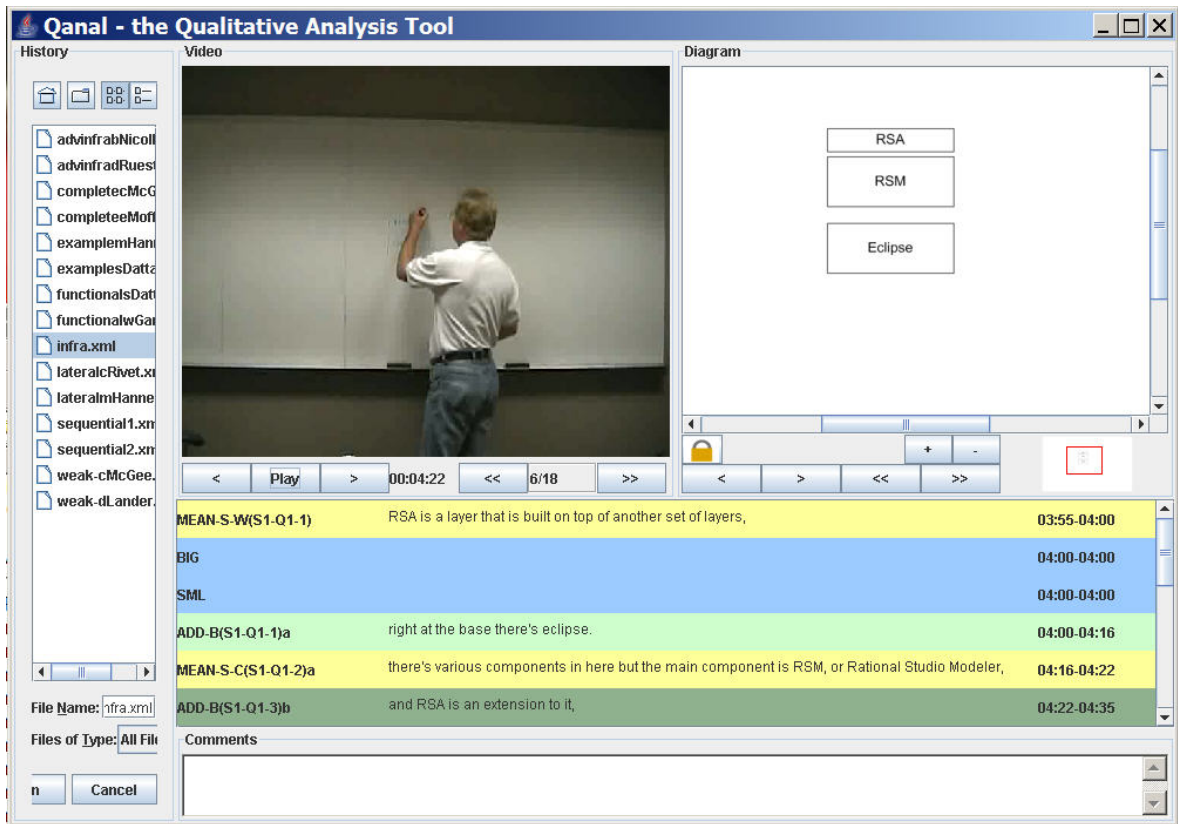 Qanal - the Qualitative Analysis Tool
History
advinfrabNicoll
advinfradRuest
completecMcG
completeeMoff
examplemHann
examplesDatta
functionalsDatt
functionalwGar
infra.xml
lateralcRivet.xr
lateralmHanne
sequential1.xm
sequential2.xm
weak-cMcGee.
weak-dLander.
File Name: nfra.xml
Files of Type: All File
n Cancel
Video
< Play > 00:04:22 << 6/18 >>
Diagram
RSA
RSM
Eclipse
+ -
< > << >>
MEAN-S-W(S1-Q1-1) RSA is a layer that is built on top of another set of layers, 03:55-04:00
BIG 04:00-04:00
SML 04:00-04:00
ADD-B(S1-Q1-1)a right at the base there's eclipse. 04:00-04:16
MEAN-S-C(S1-Q1-2)a there's various components in here but the main component is RSM, or Rational Studio Modeler, 04:16-04:22
ADD-B(S1-Q1-3)b and RSA is an extension to it, 04:22-04:35
Comments